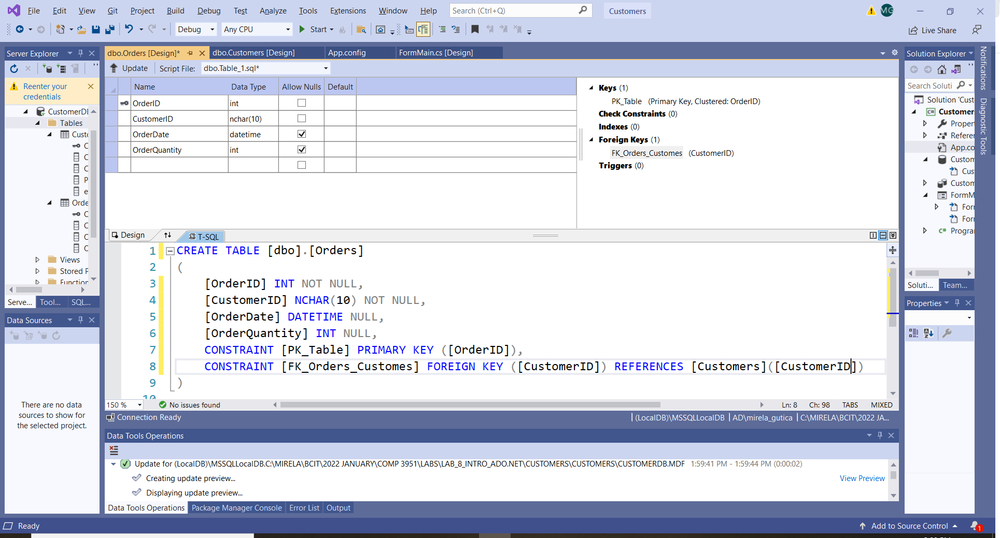 File Edit View Git Project Build Debug Test Analyze Tools Extensions Window Help Search (Ctrl+Q) Customers MG
Debug Any CPU Start Live Share
Server Explorer
Reenter your
credentials
CustomerDB
Tables
Custo
C
C
C
P
e
Orde
C
C
C
C
Views
Stored P
Function
Serve... Tool... SQL...
Data Sources
There are no data
sources to show for
the selected project.
dbo.Orders [Design]* dbo.Customers [Design] App.config FormMain.cs [Design]
Update Script File: dbo.Table_1.sql*
Name Data Type Allow Nulls Default
OrderID int
CustomerID nchar(10)
OrderDate datetime
OrderQuantity int
Keys (1)
PK_Table (Primary Key, Clustered: OrderID)
Check Constraints (0)
Indexes (0)
Foreign Keys (1)
FK_Orders_Customes (CustomerID)
Triggers (0)
Design T-SQL
1 CREATE TABLE [dbo].[Orders]
2 (
3 [OrderID] INT NOT NULL,
4 [CustomerID] NCHAR(10) NOT NULL,
5 [OrderDate] DATETIME NULL,
6 [OrderQuantity] INT NULL,
7 CONSTRAINT [PK_Table] PRIMARY KEY ([OrderID]),
8 CONSTRAINT [FK_Orders_Customes] FOREIGN KEY ([CustomerID]) REFERENCES [Customers]([CustomerID])
9 )
10
150 % No issues found Ln: 8 Ch: 98 TABS MIXED
Connection Ready (LocalDB)\MSSQLLocalDB AD\mirela_gutica C:\MIRELA\BCIT\2022 JA...
Data Tools Operations
Update for (LocalDB)\MSSQLLocalDB.C:\MIRELA\BCIT\2022 JANUARY\COMP 3951\LABS\LAB_8_INTRO_ADO.NET\CUSTOMERS\CUSTOMERS\CUSTOMERDB.MDF 1:59:41 PM - 1:59:44 PM (0:00:02)
Creating update preview... View Preview
Displaying update preview...
Data Tools Operations Package Manager Console Error List Output
Solution Explorer
Search Soluti
Solution 'Cust
C# Customer
Propert
Referer
App.co
Custom
Cus
Custom
FormM
Forr
Forr
C# Prograr
Soluti... Team...
Properties
Notifications
Diagnostic Tools
Ready Add to Source Control 1